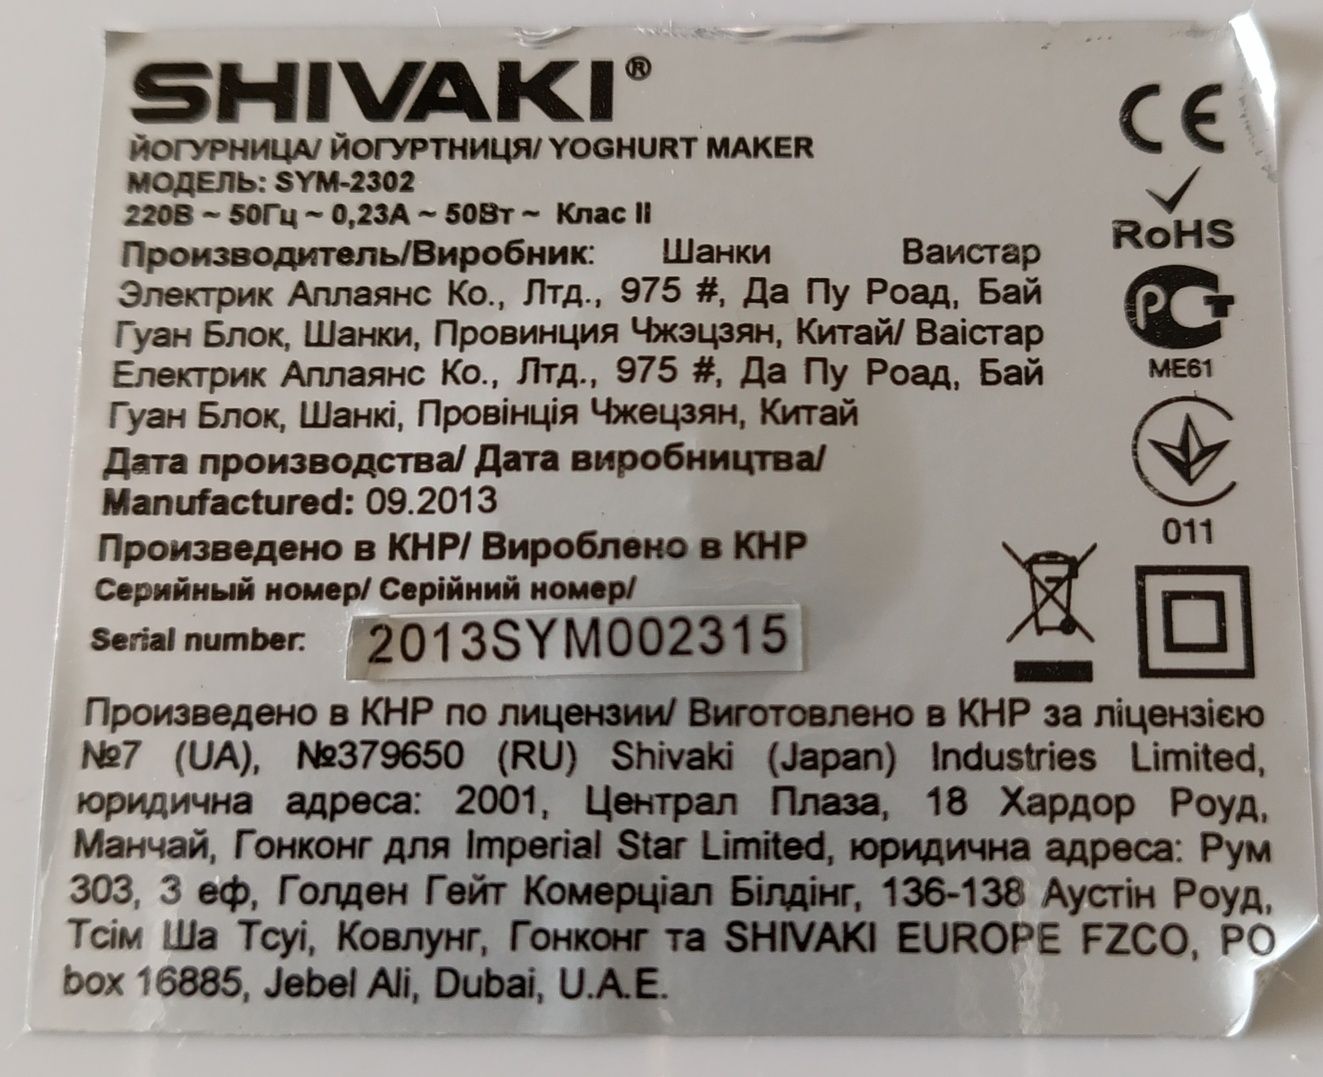 SHIVAKI®
ЙОГУРНИЦА/ ЙОГУРТНИЦЯ/ YOGHURT MAKER
МОДЕЛЬ: SYM-2302
220В ~ 50Гц ~ 0,23А ~ 50Вт ~ Клас II
Производитель/Виробник: Шанки Ваистар
Электрик Аплаянс Ко., Лтд., 975 #, Да Пу Роад, Бай
Гуан Блок, Шанки, Провинция Чжэцзян, Китай/ Ваістар
Електрик Аплаянс Ко., Лтд., 975 #, Да Пу Роад, Бай
Гуан Блок, Шанкі, Провінція Чжецзян, Китай
Дата производства/ Дата виробництва/
Manufactured: 09.2013
Произведено в КНР/ Вироблено в КНР
Серийный номер/ Серійний номер/
Serial number: 2013SYM002315
Произведено в КНР по лицензии/ Виготовлено в КНР за ліцензією
№7 (UA), №379650 (RU) Shivaki (Japan) Industries Limited,
юридична адреса: 2001, Централ Плаза, 18 Хардор Роуд,
Манчай, Гонконг для Imperial Star Limited, юридична адреса: Рум
303, 3 еф, Голден Гейт Комерціал Білдінг, 136-138 Аустін Роуд,
Тсім Ша Тсуі, Ковлунг, Гонконг та SHIVAKI EUROPE FZCO, PO
box 16885, Jebel Ali, Dubai, U.A.E.
CE
RoHS
РСТ
ME61
011